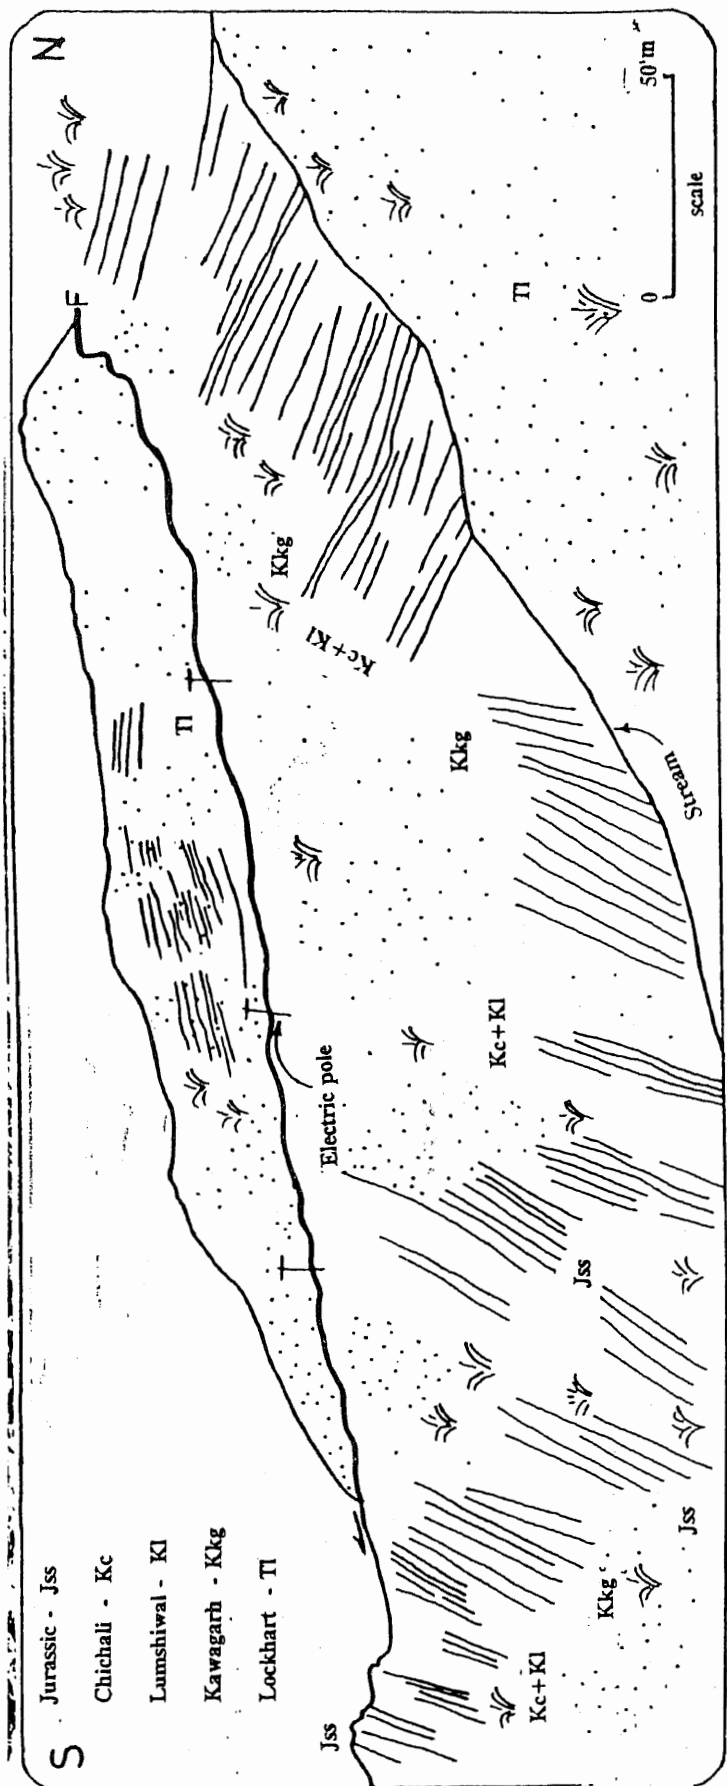 S
N
Jurassic - Jss
Chichali - Kc
Lumshiwal - Kl
Kawagarh - Kkg
Lockhart - Tl
F
Tl
Electric pole
Kkg
Kc+Kl
Kkg
Kc+Kl
Jss
Jss
Jss
Kc+Kl
Kkg
Stream
Tl
0
50'm
scale